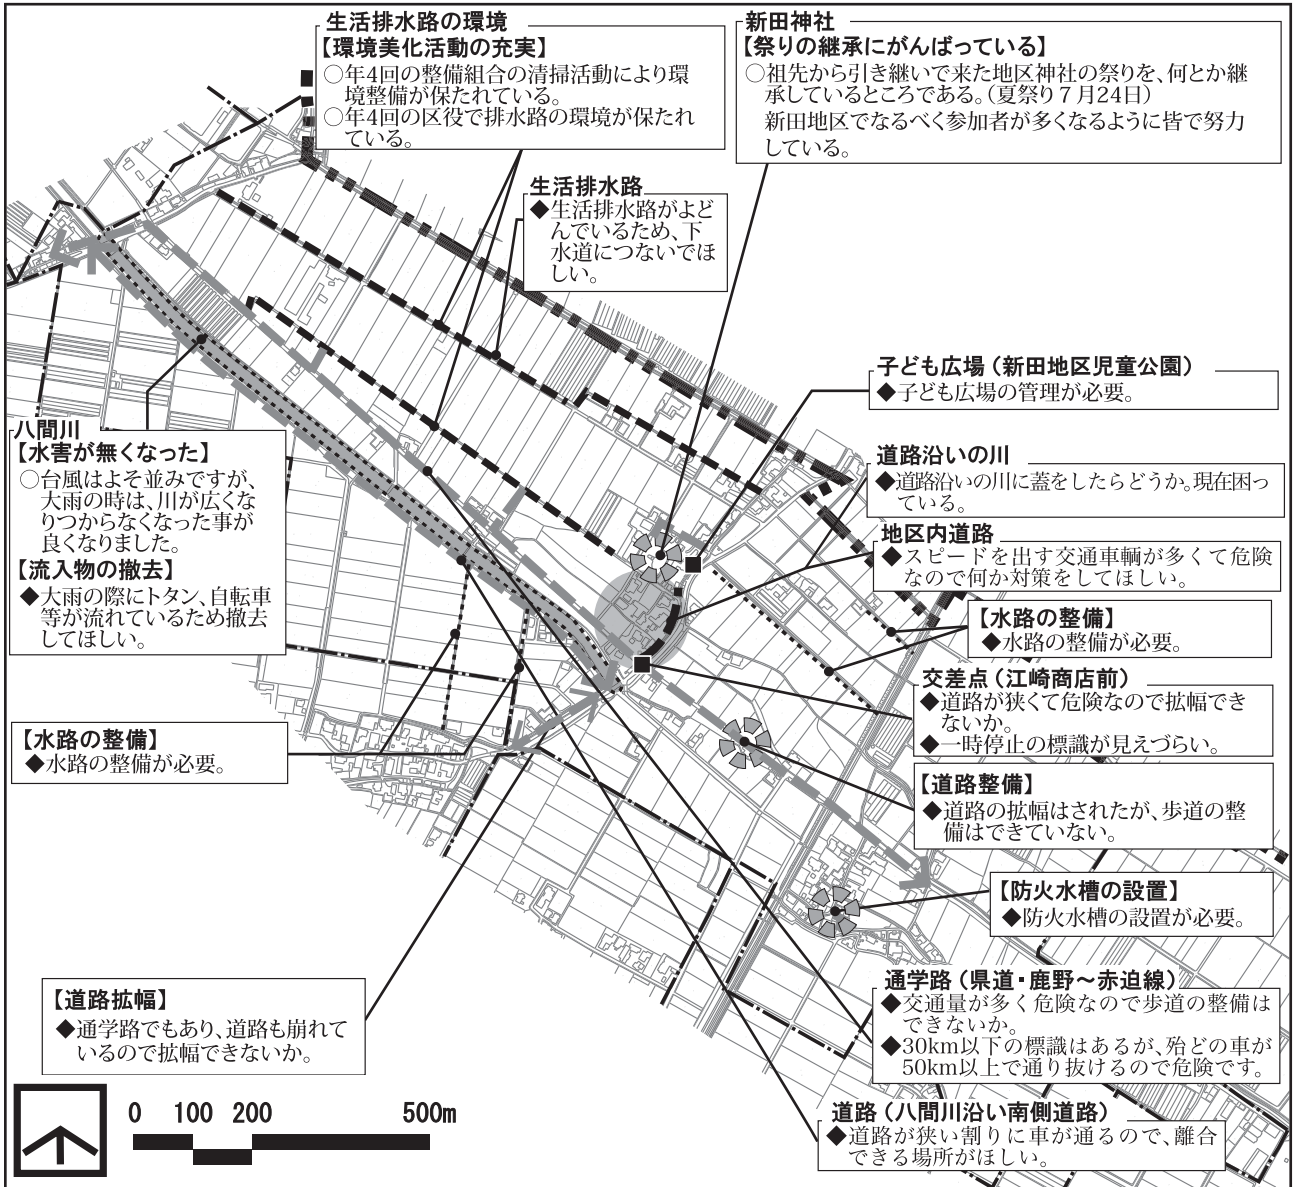 生活排水路の環境
【環境美化活動の充実】
○年4回の整備組合の清掃活動により環
境整備が保たれている。
○年4回の区役で排水路の環境が保たれ
ている。
新田神社
【祭りの継承にがんばっている】
○祖先から引き継いで来た地区神社の祭りを、何とか継
承しているところである。（夏祭り7月24日）
新田地区でなるべく参加者が多くなるように皆で努力
している。
生活排水路
◆生活排水路がよど
んでいるため、下
水道につないでほ
しい。
子ども広場（新田地区児童公園）
◆子ども広場の管理が必要。
八間川
【水害が無くなった】
○台風はよそ並みですが、
大雨の時は、川が広くな
りつからなくなった事が
良くなりました。
【流入物の撤去】
◆大雨の際にトタン、自転車
等が流れているため撤去
してほしい。
道路沿いの川
◆道路沿いの川に蓋をしたらどうか。現在困っ
ている。
地区内道路
◆スピードを出す交通車輌が多くて危険
なので何か対策をしてほしい。
【水路の整備】
◆水路の整備が必要。
交差点（江崎商店前）
◆道路が狭くて危険なので拡幅でき
ないか。
◆一時停止の標識が見えづらい。
【水路の整備】
◆水路の整備が必要。
【道路整備】
◆道路の拡幅はされたが、歩道の整
備はできていない。
【防火水槽の設置】
◆防火水槽の設置が必要。
【道路拡幅】
◆通学路でもあり、道路も崩れて
いるので拡幅できないか。
通学路（県道・鹿野～赤迫線）
◆交通量が多く危険なので歩道の整備は
できないか。
◆30km以下の標識はあるが、殆どの車が
50km以上で通り抜けるので危険です。
道路（八間川沿い南側道路）
◆道路が狭い割りに車が通るので、離合
できる場所がほしい。
0 100 200 500m